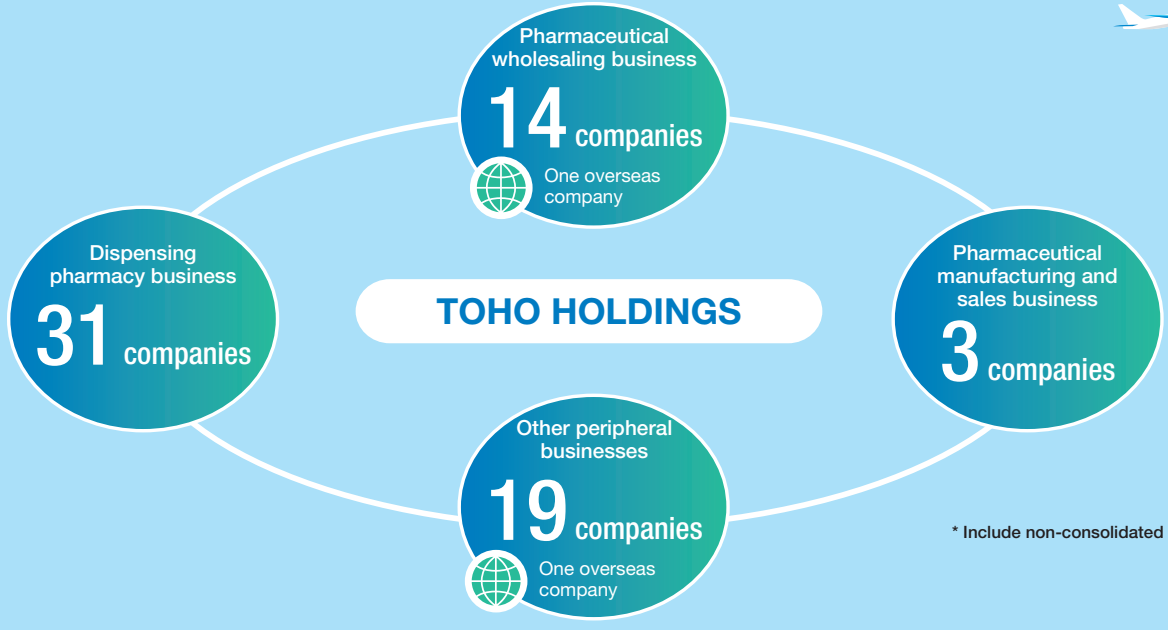 Pharmaceutical
wholesaling business
14 companies
One overseas
company
Dispensing
pharmacy business
31 companies
TOHO HOLDINGS
Pharmaceutical
manufacturing and
sales business
3 companies
Other peripheral
businesses
19 companies
One overseas
company
* Include non-consolidated